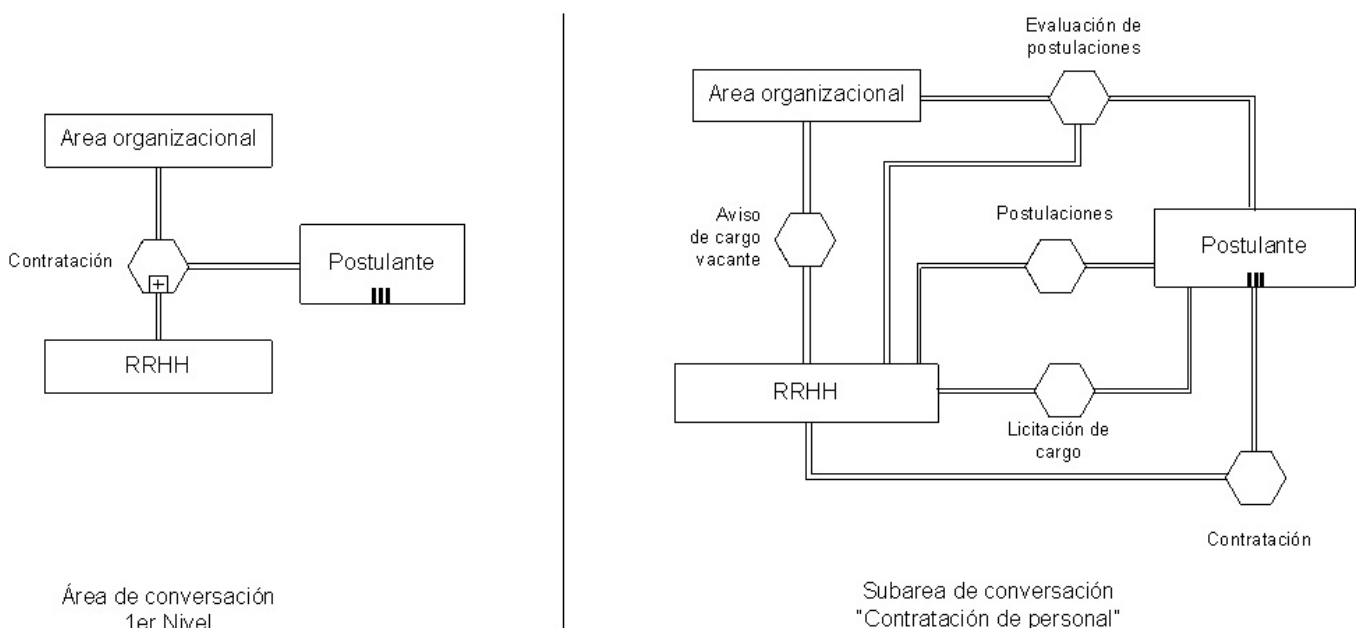 Area organizacional
Contratación
Postulante
RRHH
Área de conversación
1er Nivel
Evaluación de
postulaciones
Area organizacional
Aviso
de cargo
vacante
Postulaciones
Postulante
RRHH
Licitación de
cargo
Contratación
Subarea de conversación
"Contratación de personal"